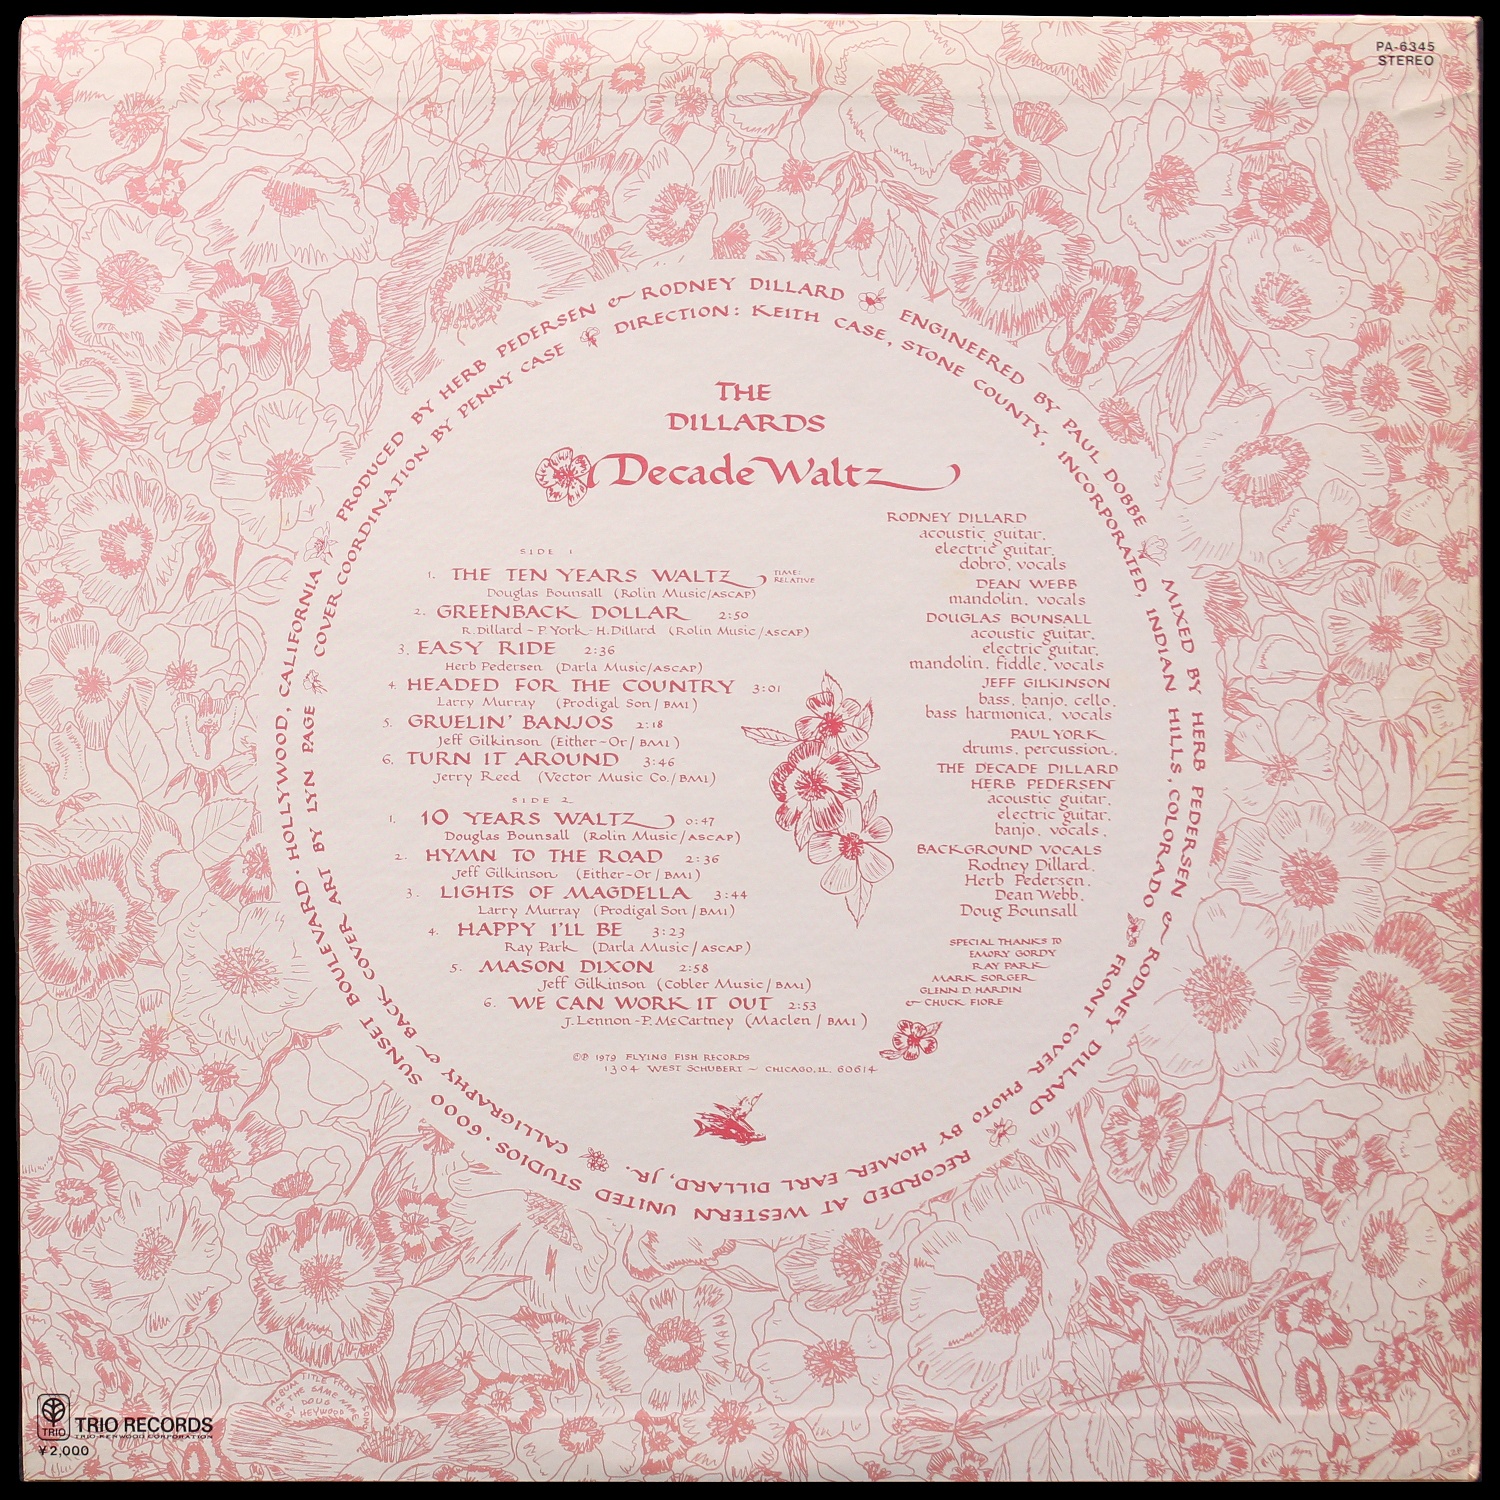 PA-6345
STEREO
PRODUCED BY HERB PEDERSEN & RODNEY DILLARD
ENGINEERED BY PAUL DOBBE
MIXED BY HERB PEDERSEN & RODNEY DILLARD
RECORDED AT WESTERN UNITED STUDIOS · 6000 SUNSET BOULEVARD · HOLLYWOOD, CALIFORNIA
COVER COORDINATION BY PENNY CASE
DIRECTION: KEITH CASE, STONE COUNTY, INCORPORATED, INDIAN HILLS, COLORADO
FRONT COVER PHOTO BY HOMER EARL DILLARD, JR.
CALLIGRAPHY & BACK COVER ART BY LYN PAGE
THE
DILLARDS
Decade Waltz
SIDE 1
1. THE TEN YEARS WALTZ, TIME: RELATIVE
Douglas Bounsall (Rolin Music/ASCAP)
2. GREENBACK DOLLAR 2:50
R. Dillard - P. York - H. Dillard (Rolin Music/ASCAP)
3. EASY RIDE 2:36
Herb Pedersen (Darla Music/ASCAP)
4. HEADED FOR THE COUNTRY 3:01
Larry Murray (Prodigal Son/BMI)
5. GRUELIN' BANJOS 2:18
Jeff Gilkinson (Either-Or/BMI)
6. TURN IT AROUND 3:46
Jerry Reed (Vector Music Co./BMI)
SIDE 2
1. 10 YEARS WALTZ 0:47
Douglas Bounsall (Rolin Music/ASCAP)
2. HYMN TO THE ROAD 2:36
Jeff Gilkinson (Either-Or/BMI)
3. LIGHTS OF MAGDELLA 3:44
Larry Murray (Prodigal Son/BMI)
4. HAPPY I'LL BE 3:23
Ray Park (Darla Music/ASCAP)
5. MASON DIXON 2:58
Jeff Gilkinson (Cobler Music/BMI)
6. WE CAN WORK IT OUT 2:53
J. Lennon-P. McCartney (Maclen/BMI)
RODNEY DILLARD
acoustic guitar,
electric guitar,
dobro, vocals
DEAN WEBB
mandolin, vocals
DOUGLAS BOUNSALL
acoustic guitar,
electric guitar,
mandolin, fiddle, vocals
JEFF GILKINSON
bass, banjo, cello,
bass harmonica, vocals
PAUL YORK
drums, percussion,
THE DECADE DILLARD
HERB PEDERSEN
acoustic guitar,
electric guitar,
banjo, vocals,
BACKGROUND VOCALS
Rodney Dillard,
Herb Pedersen,
Dean Webb,
Doug Bounsall
SPECIAL THANKS TO
EMORY GORDY
RAY PARK
MARK SORGER
GLENN D. HARDIN
& CHUCK FIORE
©℗ 1979 FLYING FISH RECORDS
1304 WEST SCHUBERT ~ CHICAGO, IL. 60614
ALBUM TITLE FROM
THE SAME NAME
BY DOUG
HEYWOOD
TRIO
TRIO RECORDS
TRIO-KENWOOD CORPORATION
¥2,000